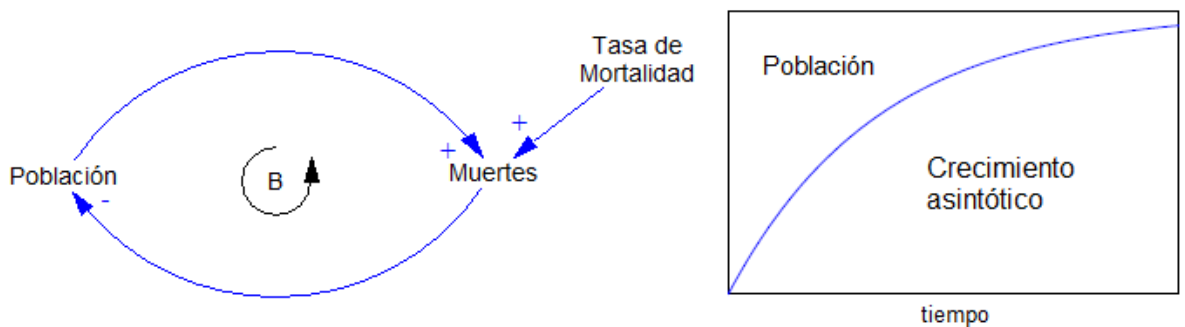 Tasa de
Mortalidad
+
+
Población
-
B
Muertes
Población
Crecimiento
asintótico
tiempo